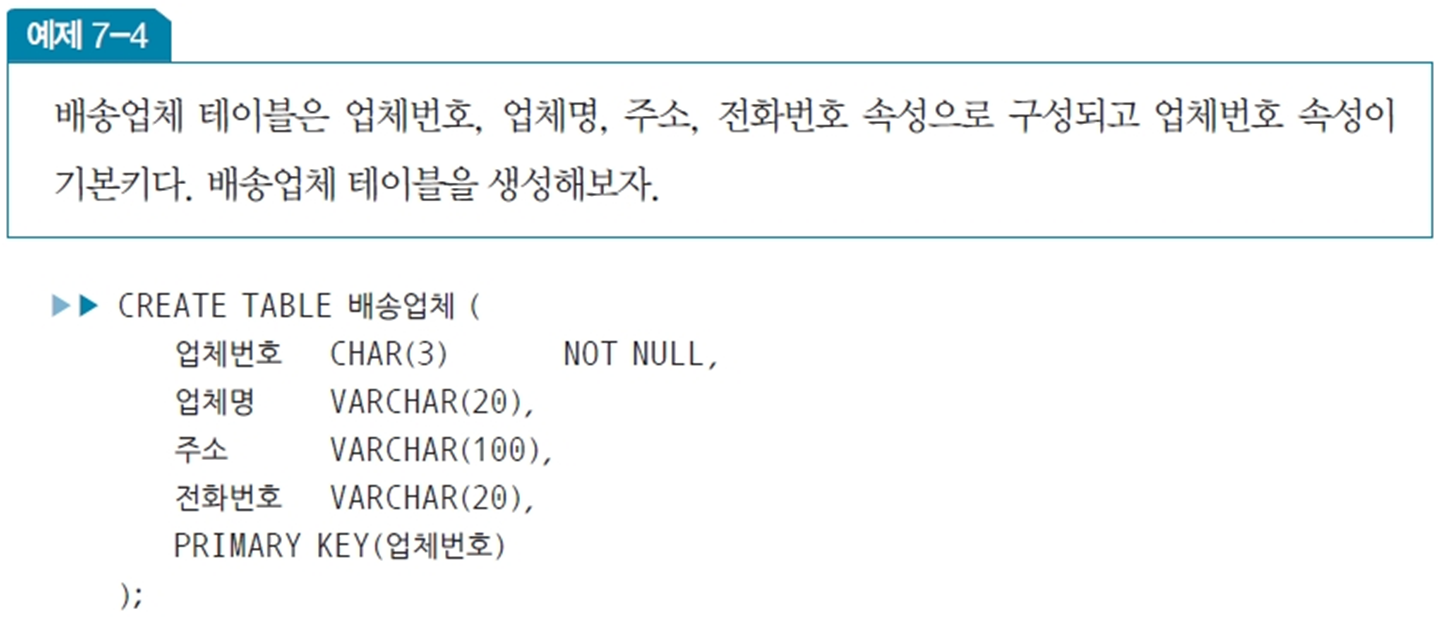 예제 7-4
배송업체 테이블은 업체번호, 업체명, 주소, 전화번호 속성으로 구성되고 업체번호 속성이
기본키다. 배송업체 테이블을 생성해보자.
▶▶ CREATE TABLE 배송업체 (
업체번호 CHAR(3) NOT NULL,
업체명 VARCHAR(20),
주소 VARCHAR(100),
전화번호 VARCHAR(20),
PRIMARY KEY(업체번호)
);